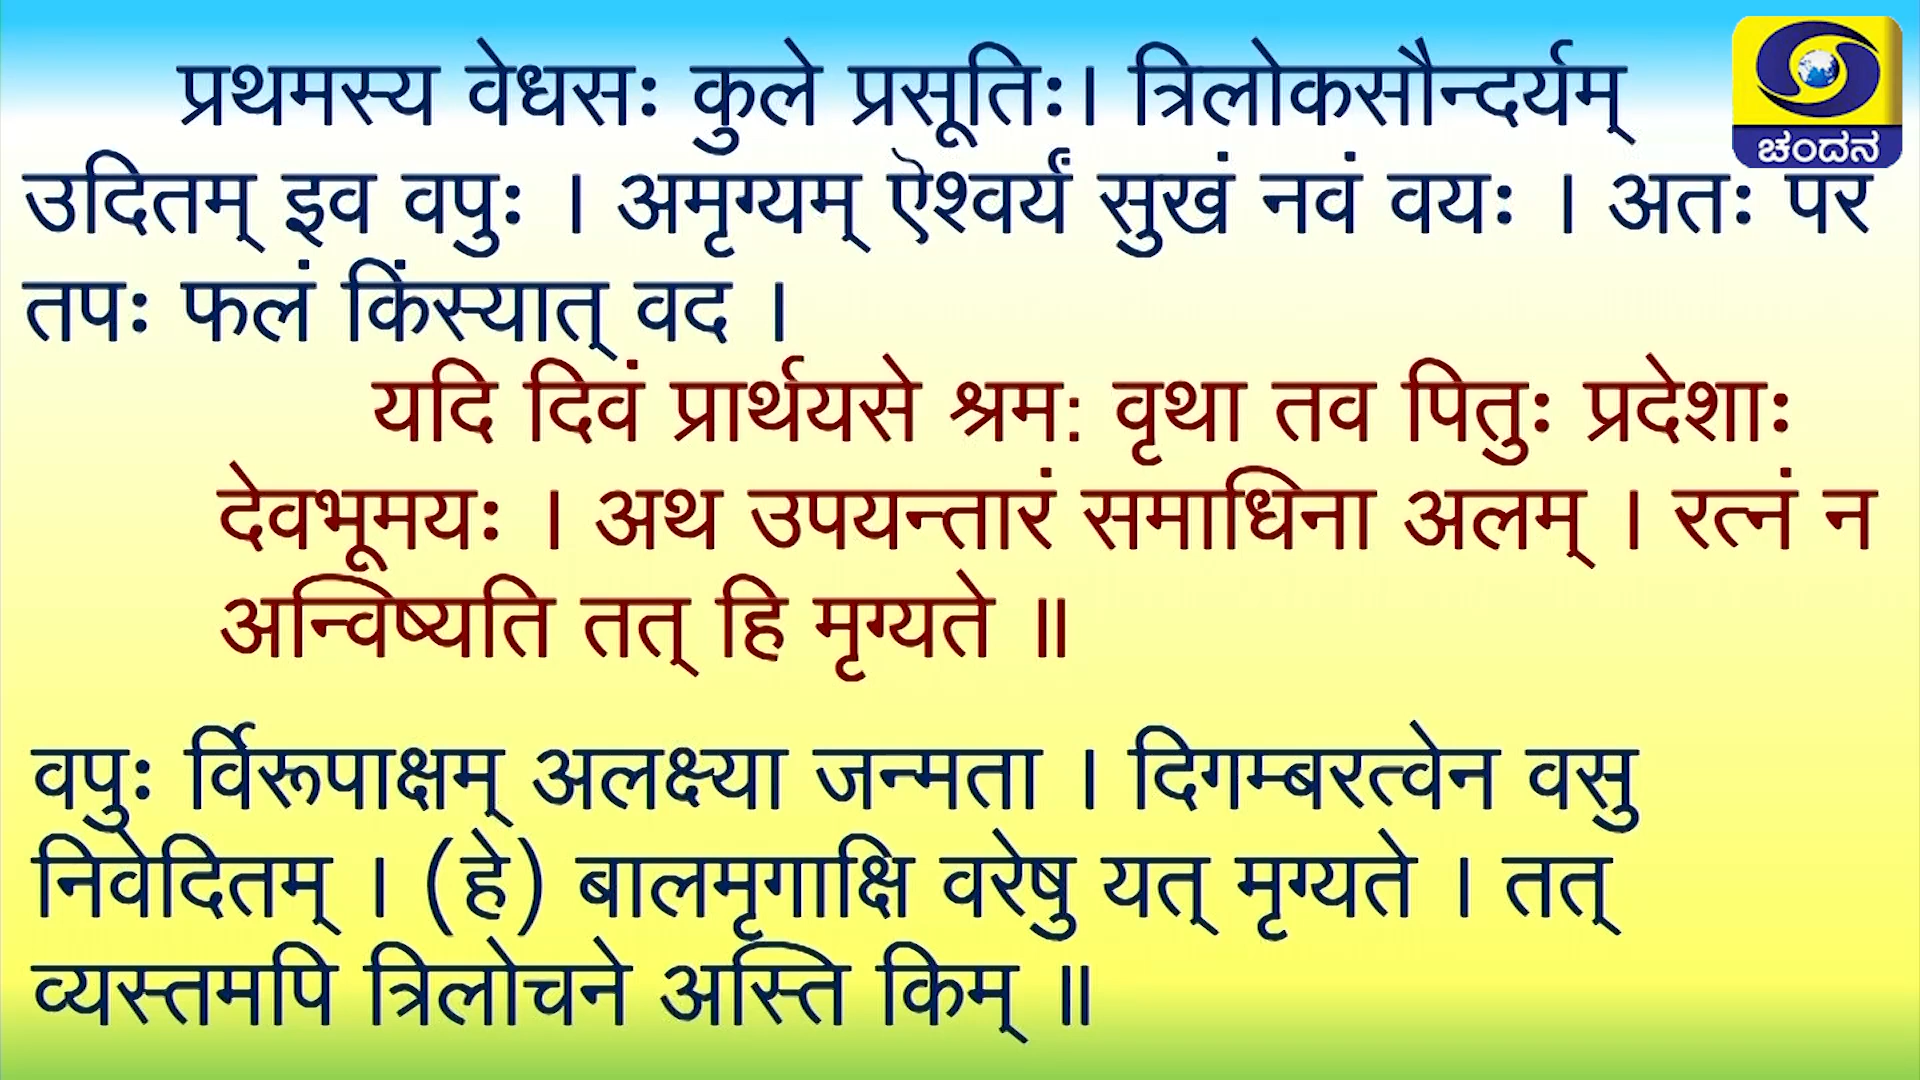 प्रथमस्य वेधसः कुले प्रसूतिः। त्रिलोकसौन्दर्यम्
ಚಂದನ
उदितम् इव वपुः । अमृग्यम् ऐश्वर्यं सुखं नवं वयः । अतः पर
तपः फलं किंस्यात् वद ।
यदि दिवं प्रार्थयसे श्रम: वृथा तव पितुः प्रदेशाः
देवभूमयः । अथ उपयन्तारं समाधिना अलम् । रत्नं न
अन्विष्यति तत् हि मृग्यते ॥
वपुः र्विरूपाक्षम् अलक्ष्या जन्मता । दिगम्बरत्वेन वसु
निवेदितम् । (हे) बालमृगाक्षि वरेषु यत् मृग्यते । तत्
व्यस्तमपि त्रिलोचने अस्ति किम् ॥